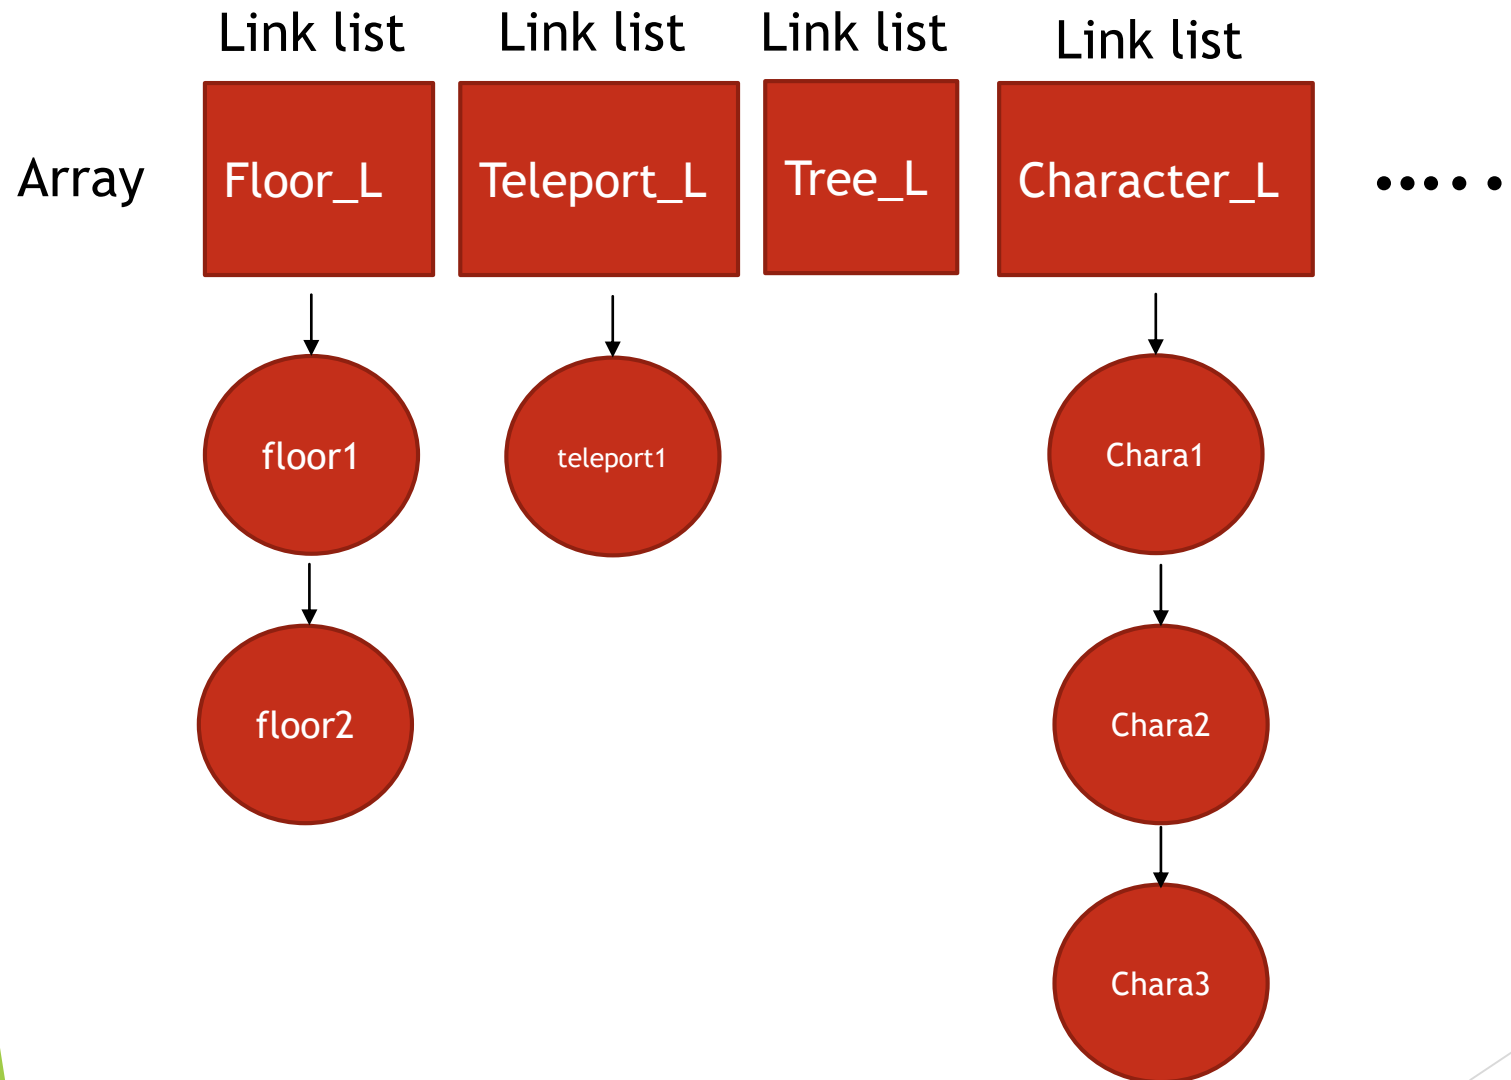 Link list
Link list
Link list
Link list
Array
Floor_L
Teleport_L
Tree_L
Character_L
•••••
floor1
teleport1
Chara1
floor2
Chara2
Chara3